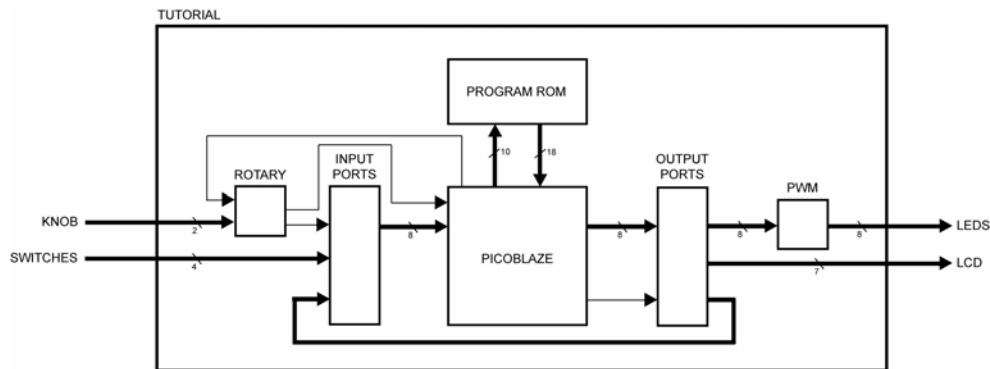 TUTORIAL
PROGRAM ROM
10
18
ROTARY
INPUT
PORTS
OUTPUT
PORTS
PWM
KNOB
2
8
8
8
8
LEDS
SWITCHES
4
PICOBLAZE
7
LCD